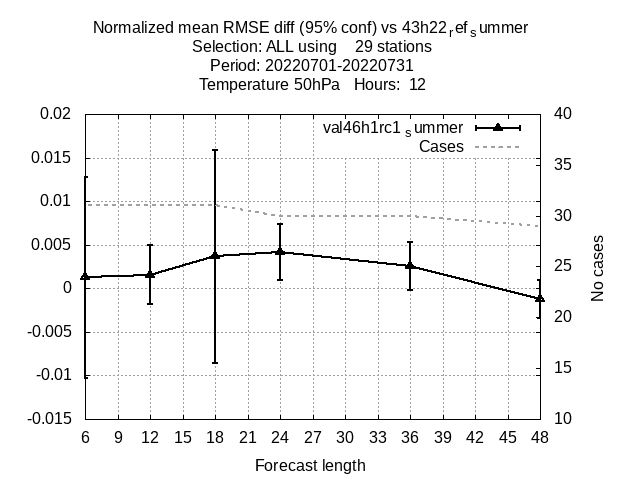 Normalized mean RMSE diff (95% conf) vs 43h22refsummer
Selection: ALL using 29 stations
Period: 20220701-20220731
Temperature 50hPa Hours: 12
val46h1rc1summer
Cases
0.02
0.015
0.01
0.005
0
-0.005
-0.01
-0.015
40
35
30
25
20
15
10
No cases
6 9 12 15 18 21 24 27 30 33 36 39 42 45 48
Forecast length